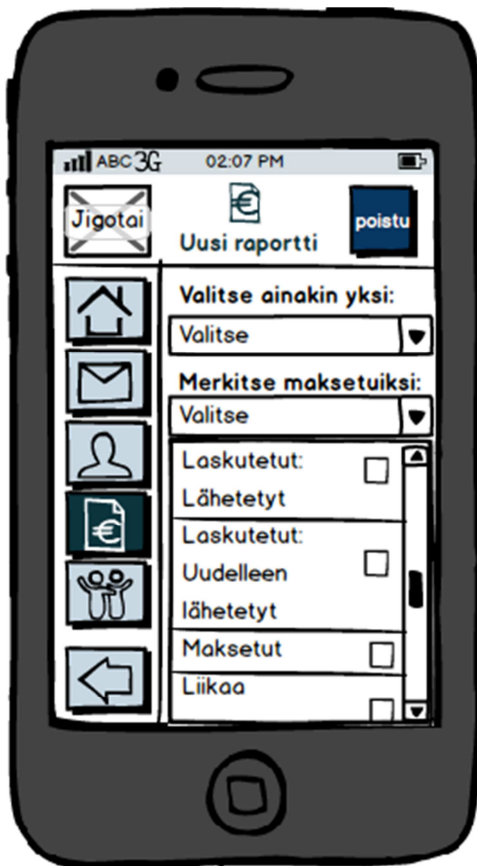 ABC 3G 02:07 PM
Jigotai
Uusi raportti
poistu
Valitse ainakin yksi:
Valitse
Merkitse maksetuiksi:
Valitse
Laskutetut:
Lähetetyt
Laskutetut:
Uudelleen
lähetetyt
Maksetut
Liikaa